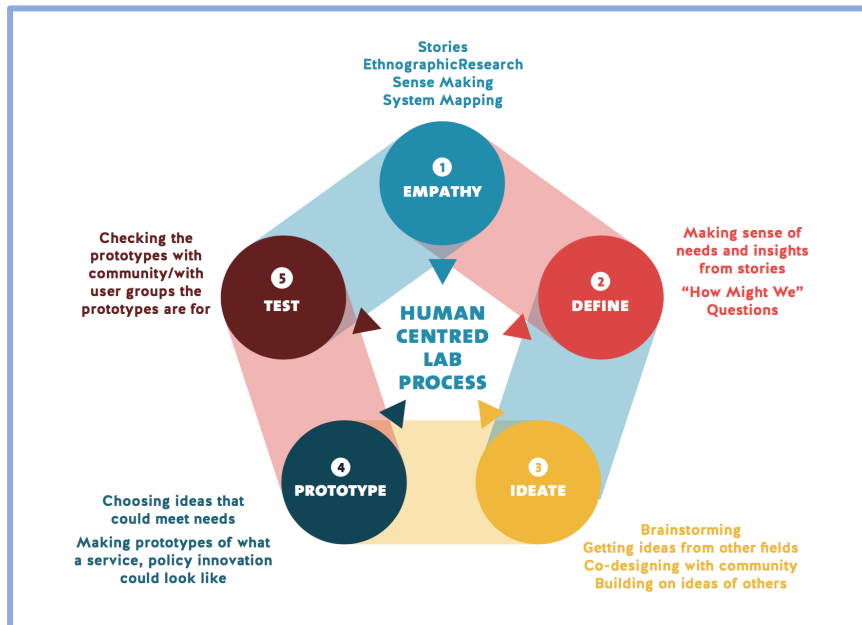 Stories
EthnographicResearch
Sense Making
System Mapping
1
EMPATHY
Making sense of
needs and insights
from stories
“How Might We”
Questions
2
DEFINE
3
IDEATE
Brainstorming
Getting ideas from other fields
Co-designing with community
Building on ideas of others
4
PROTOTYPE
Choosing ideas that
could meet needs
Making prototypes of what
a service, policy innovation
could look like
5
TEST
Checking the
prototypes with
community/with
user groups the
prototypes are for
HUMAN
CENTRED
LAB
PROCESS